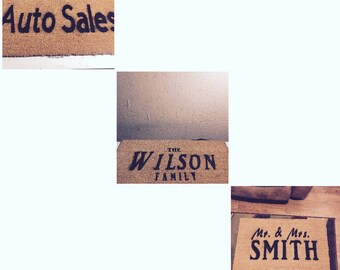 Auto Sales
THE
WILSON
FAMILY
Mr. & Mrs.
SMITH